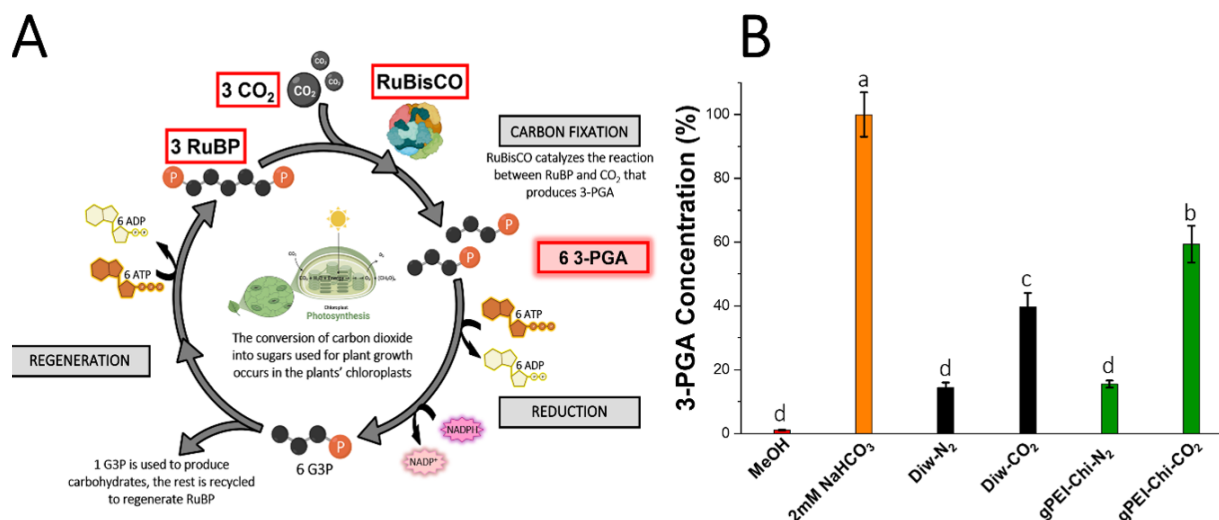 A
3 CO₂
CO₂
CO₂
CO₂
RuBisCO
3 RuBP
P
P
CARBON FIXATION
RuBisCO catalyzes the reaction
between RuBP and CO₂ that
produces 3-PGA
P
P
6 3-PGA
6 ADP
6 ATP
Chloroplast
Photosynthesis
The conversion of carbon dioxide
into sugars used for plant growth
occurs in the plants' chloroplasts
6 ATP
6 ADP
REGENERATION
REDUCTION
NADPH
NADP⁺
P
6 G3P
1 G3P is used to produce
carbohydrates, the rest is recycled
to regenerate RuBP
B
3-PGA Concentration (%)
100
80
60
40
20
0
d
a
d
c
d
b
MeOH
2mM NaHCO₃
Diw-N₂
Diw-CO₂
gPEI-Chi-N₂
gPEI-Chi-CO₂